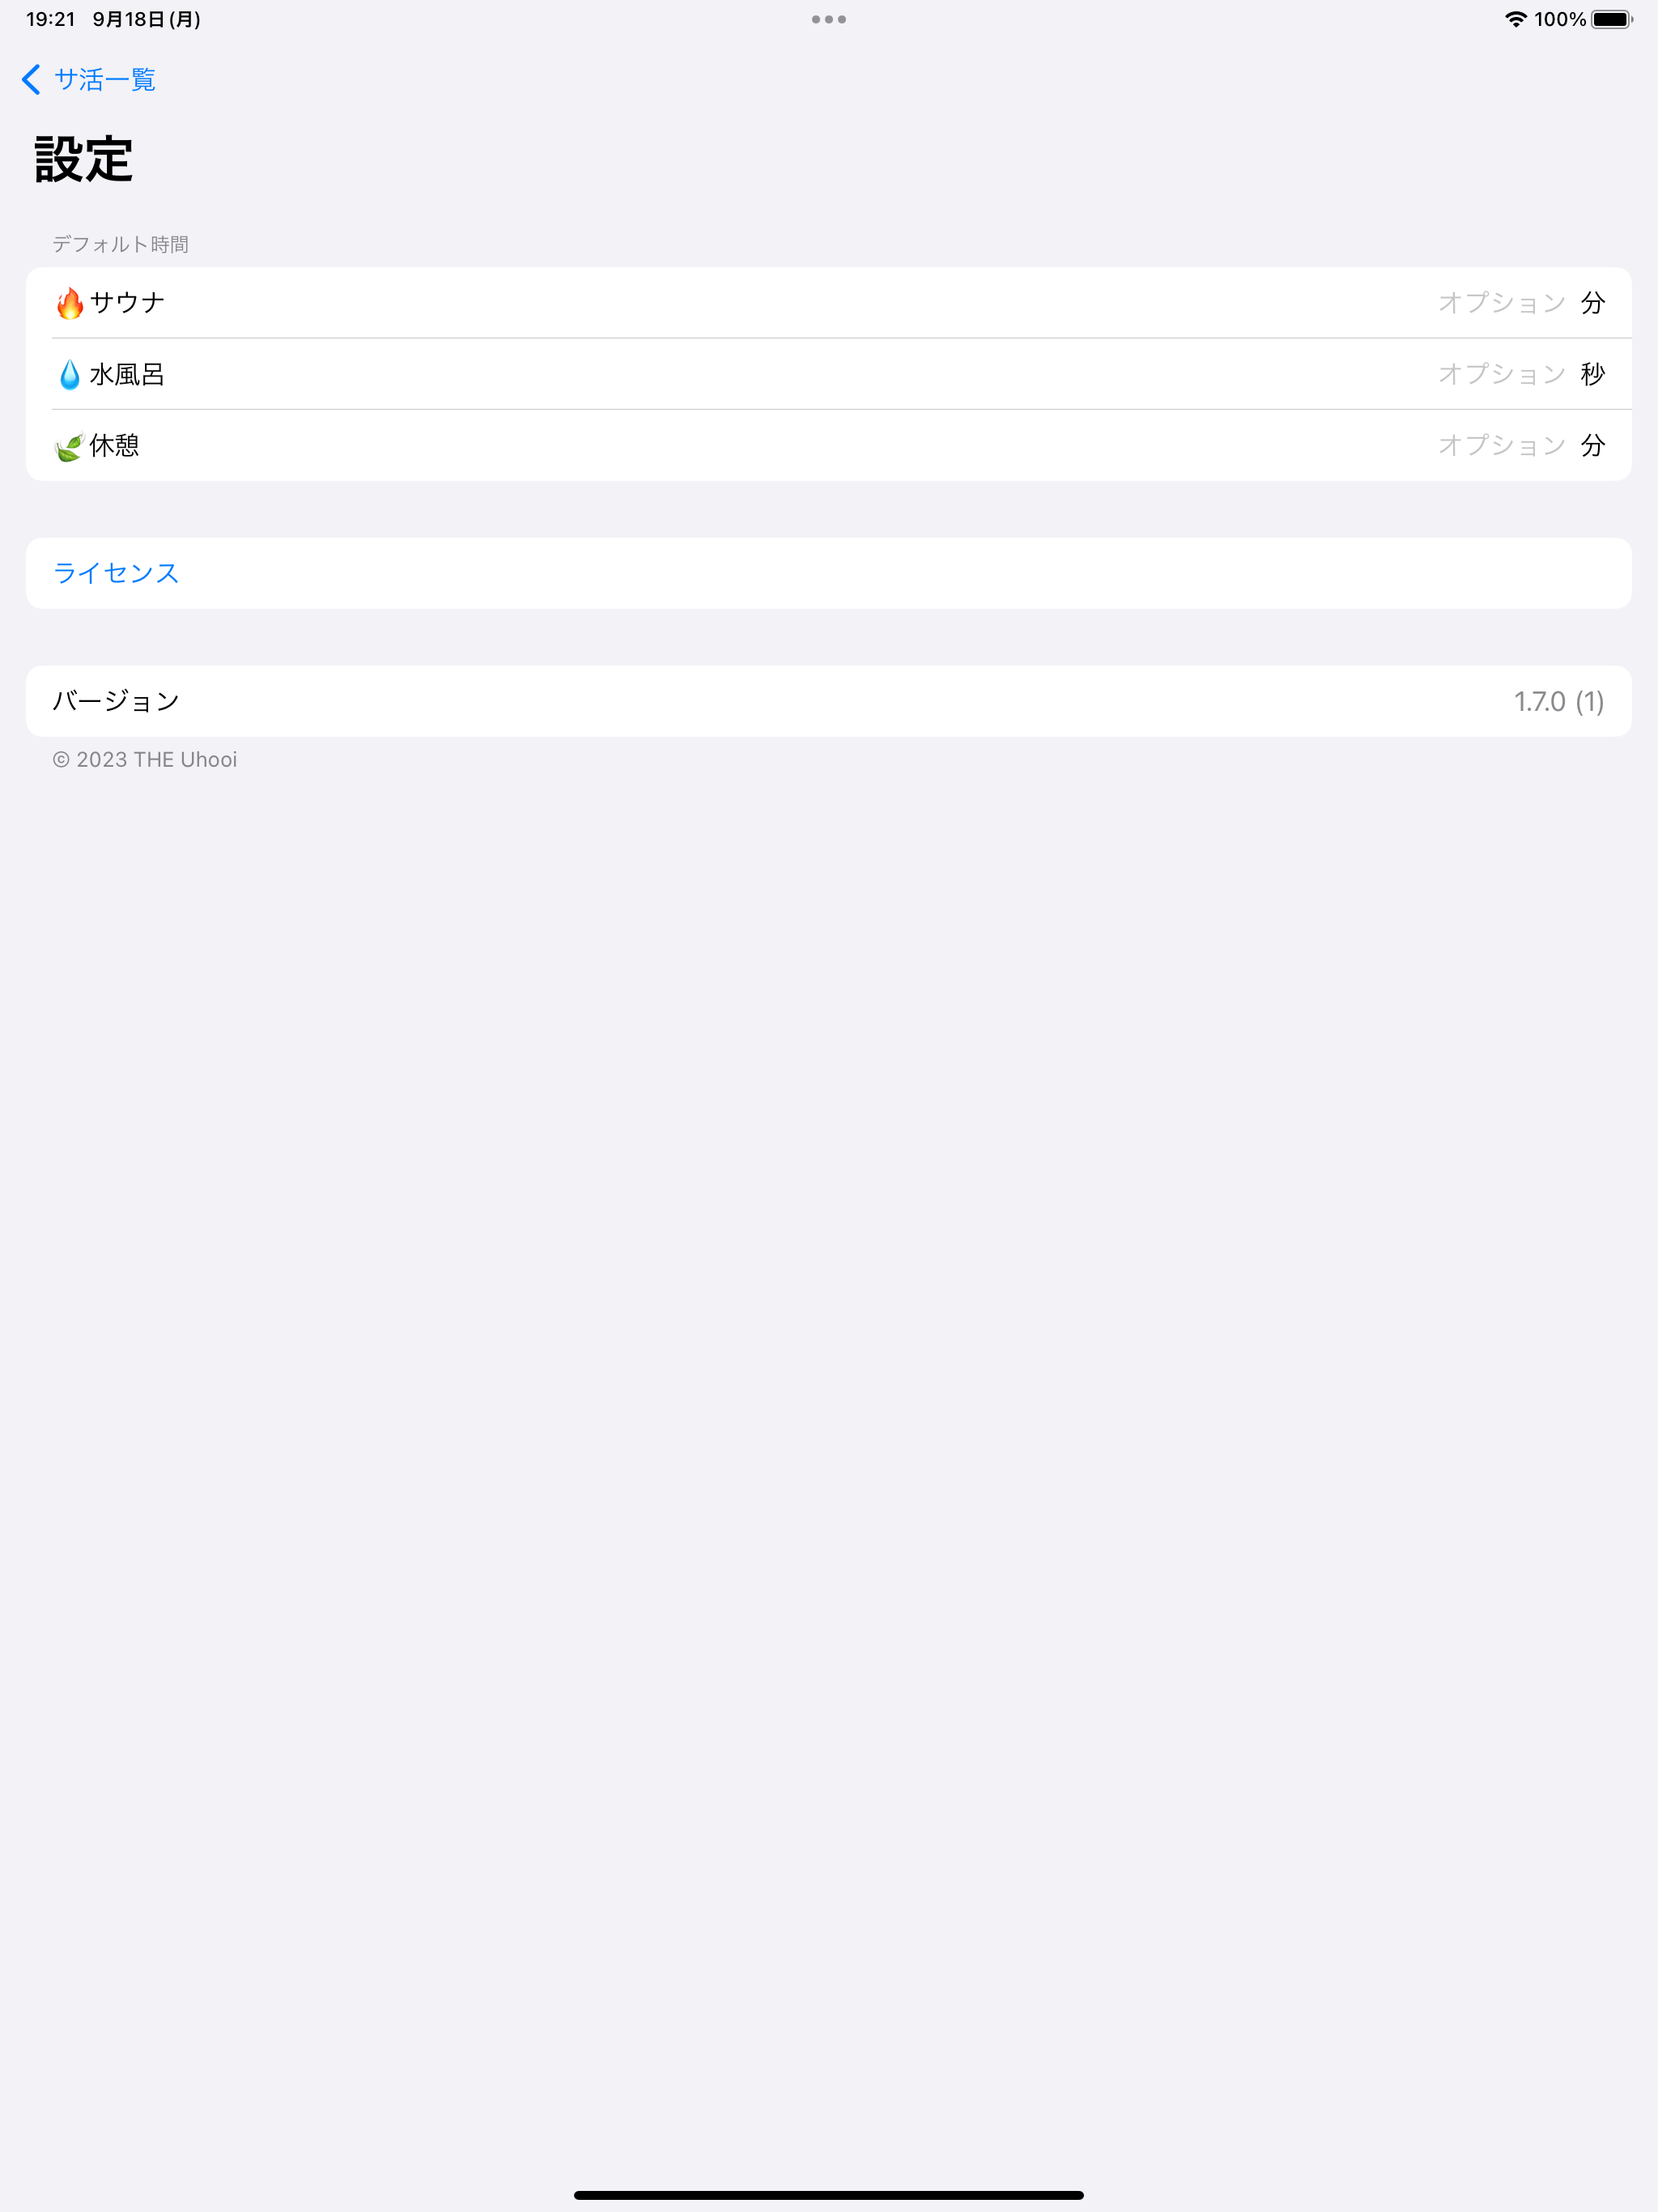 19:21 9月18日(月)
100%
サ活一覧
設定
デフォルト時間
🔥サウナ オプション 分
💧水風呂 オプション 秒
🍃休憩 オプション 分
ライセンス
バージョン 1.7.0 (1)
© 2023 THE Uhooi